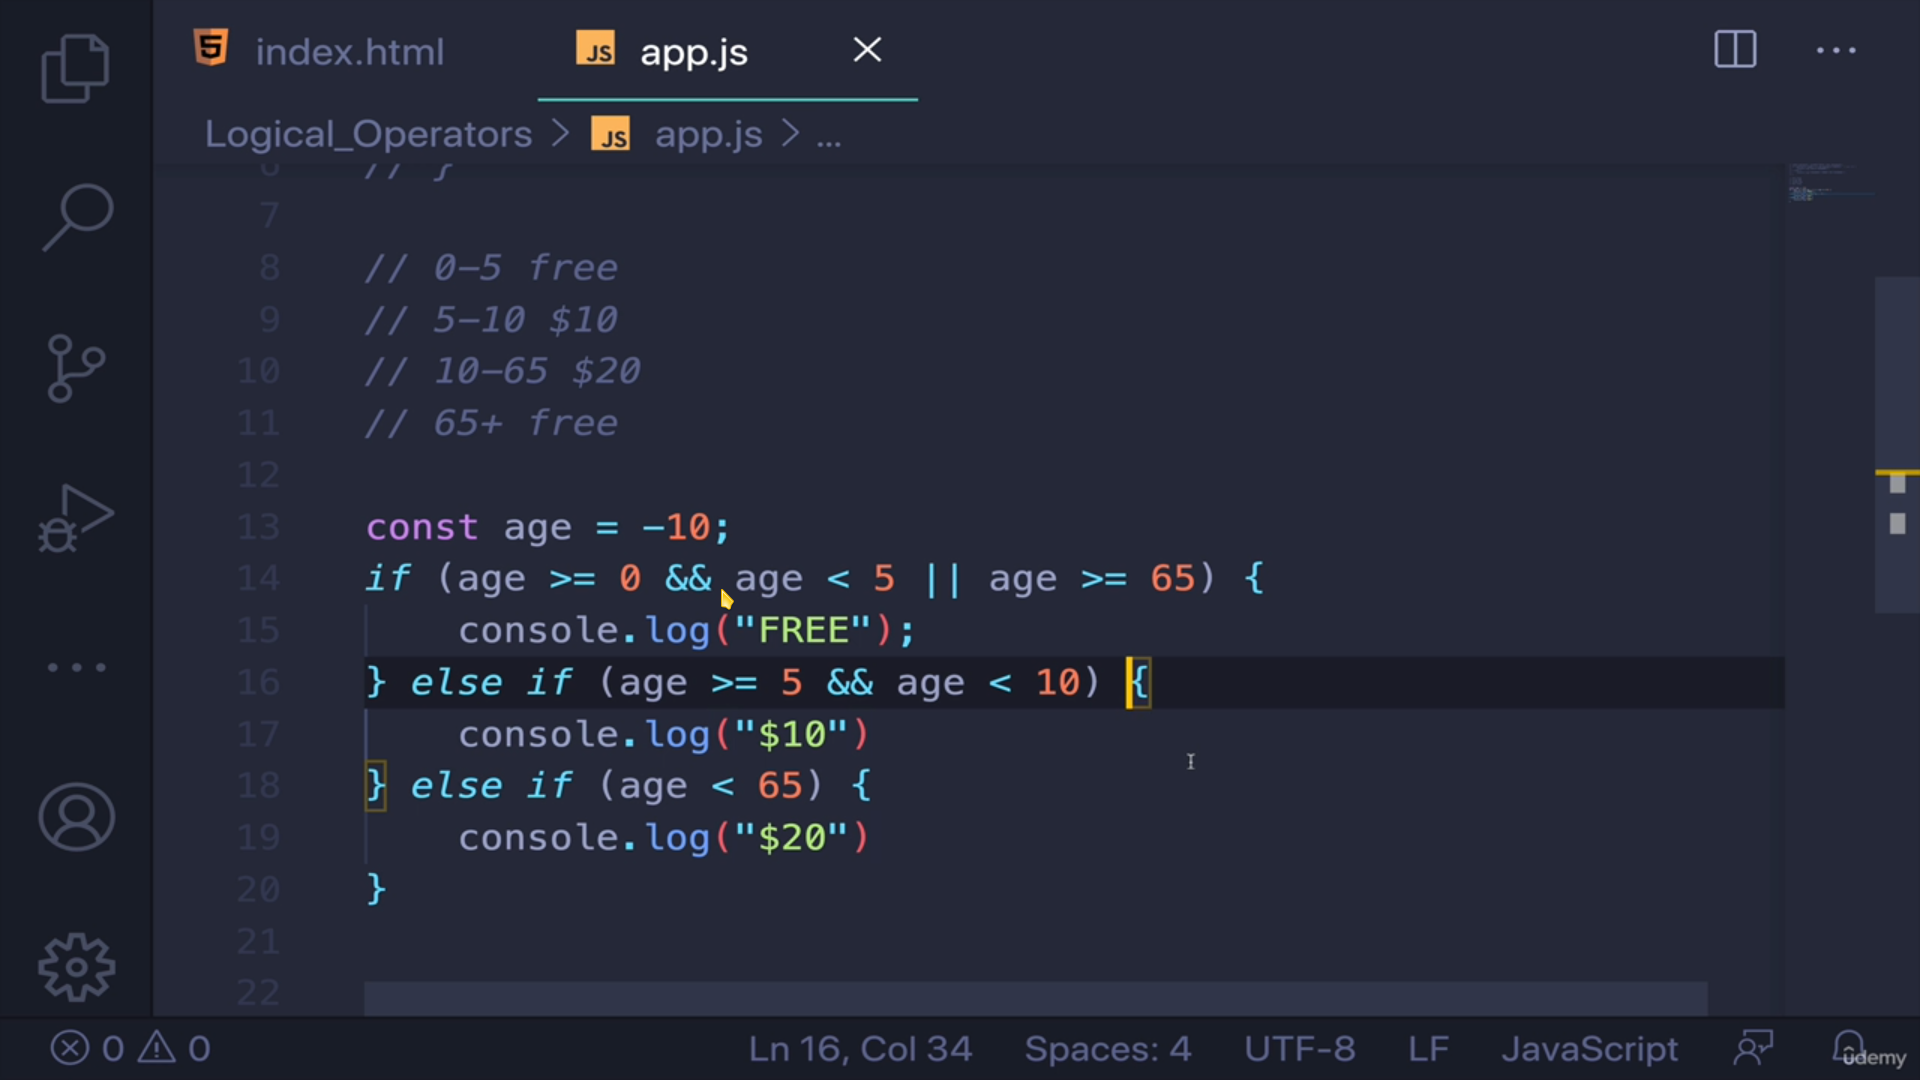 index.html
JS app.js
Logical_Operators > JS app.js > ...
6 // }
7
8 // 0-5 free
9 // 5-10 $10
10 // 10-65 $20
11 // 65+ free
12
13 const age = -10;
14 if (age >= 0 && age < 5 || age >= 65) {
15 console.log("FREE");
16 } else if (age >= 5 && age < 10) {
17 console.log("$10")
18 } else if (age < 65) {
19 console.log("$20")
20 }
21
22
0 0 Ln 16, Col 34 Spaces: 4 UTF-8 LF JavaScript
udemy